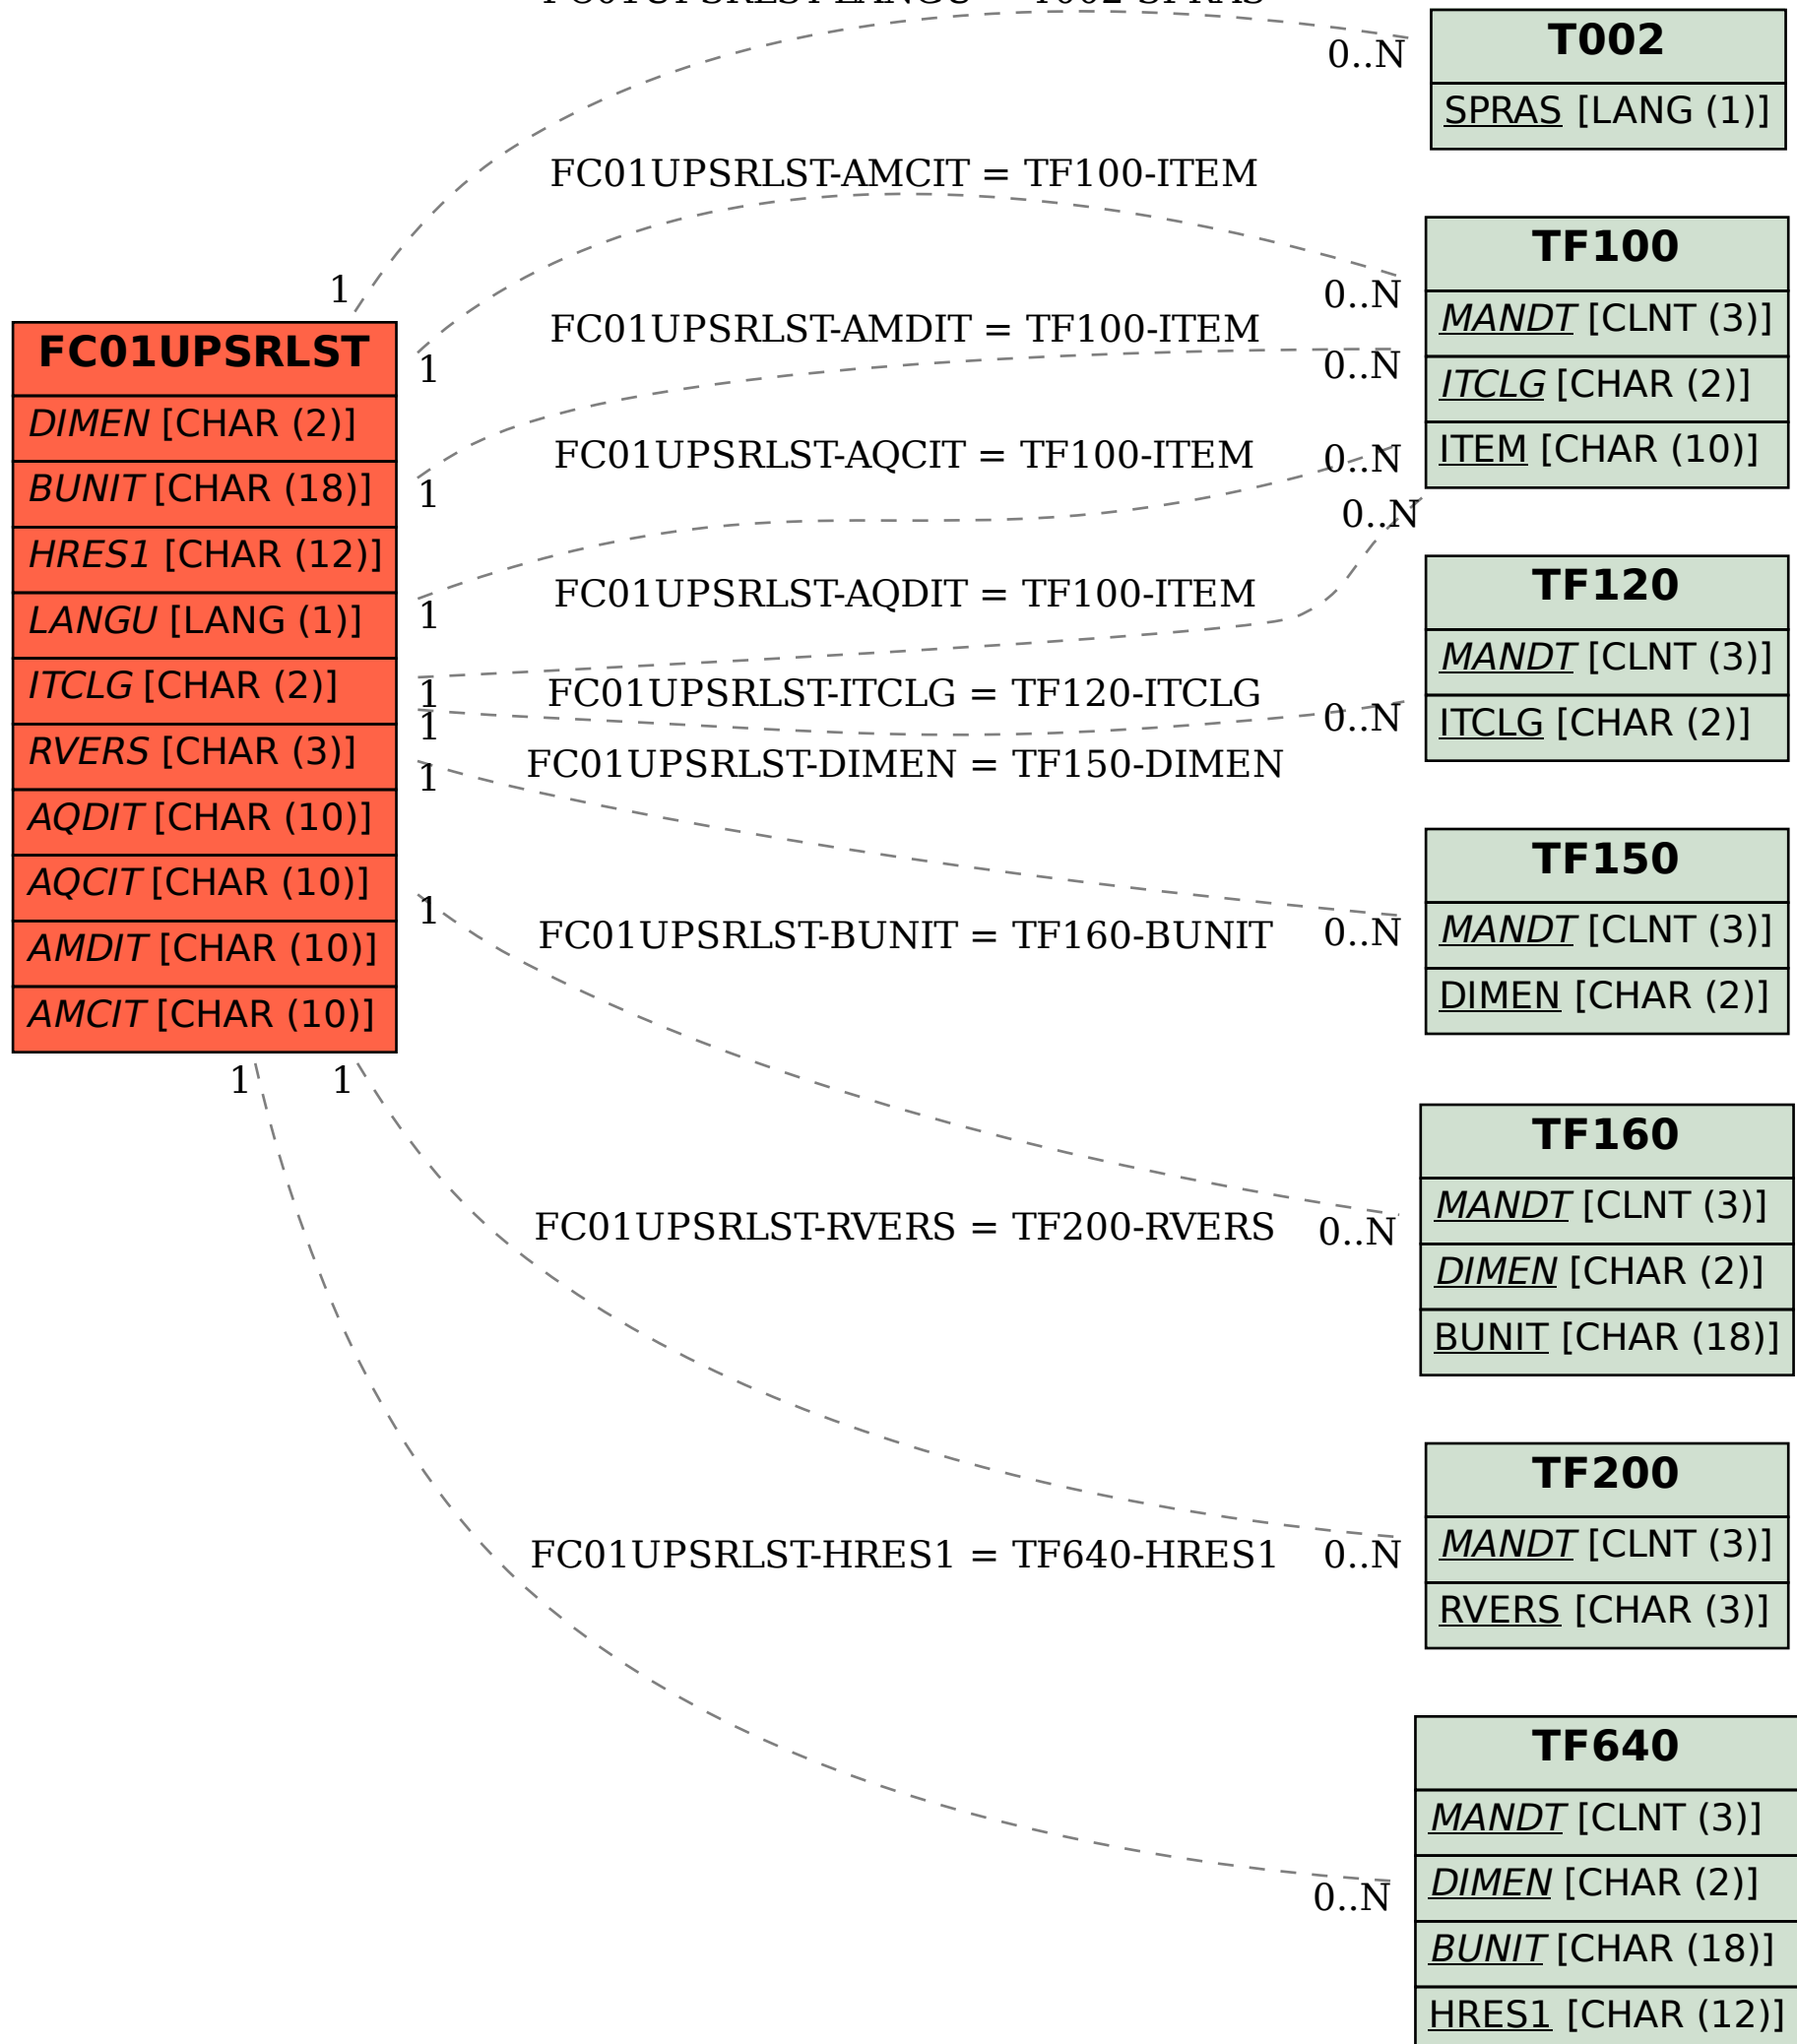 FC01UPSRLST-LANGU = T002-SPRAS
0..N
T002
SPRAS [LANG (1)]
FC01UPSRLST-AMCIT = TF100-ITEM
1
0..N
TF100
MANDT [CLNT (3)]
ITCLG [CHAR (2)]
ITEM [CHAR (10)]
FC01UPSRLST
DIMEN [CHAR (2)]
BUNIT [CHAR (18)]
HRES1 [CHAR (12)]
LANGU [LANG (1)]
ITCLG [CHAR (2)]
RVERS [CHAR (3)]
AQDIT [CHAR (10)]
AQCIT [CHAR (10)]
AMDIT [CHAR (10)]
AMCIT [CHAR (10)]
1
FC01UPSRLST-AMDIT = TF100-ITEM
0..N
1
FC01UPSRLST-AQCIT = TF100-ITEM
0..N
1
0..N
FC01UPSRLST-AQDIT = TF100-ITEM
1
TF120
MANDT [CLNT (3)]
ITCLG [CHAR (2)]
FC01UPSRLST-ITCLG = TF120-ITCLG
1
0..N
FC01UPSRLST-DIMEN = TF150-DIMEN
1
0..N
TF150
MANDT [CLNT (3)]
DIMEN [CHAR (2)]
1
FC01UPSRLST-BUNIT = TF160-BUNIT
0..N
TF160
MANDT [CLNT (3)]
DIMEN [CHAR (2)]
BUNIT [CHAR (18)]
1
1
FC01UPSRLST-RVERS = TF200-RVERS
0..N
TF200
MANDT [CLNT (3)]
RVERS [CHAR (3)]
FC01UPSRLST-HRES1 = TF640-HRES1
0..N
TF640
MANDT [CLNT (3)]
DIMEN [CHAR (2)]
BUNIT [CHAR (18)]
HRES1 [CHAR (12)]